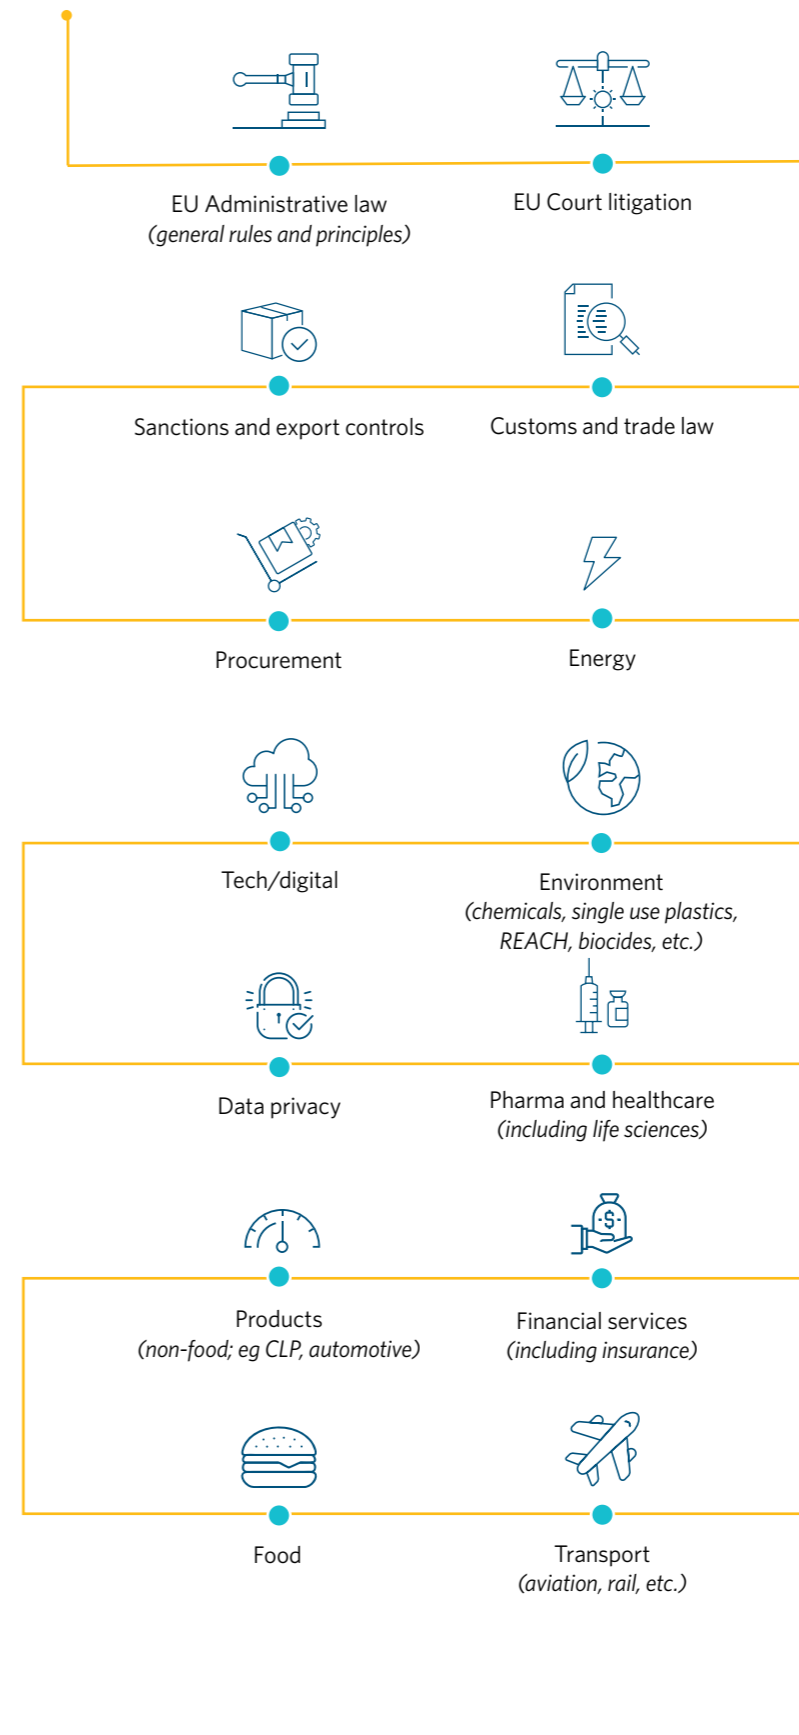 EU Administrative law
(general rules and principles)
EU Court litigation
Sanctions and export controls
Customs and trade law
Procurement
Energy
Tech/digital
Environment
(chemicals, single use plastics,
REACH, biocides, etc.)
Data privacy
Pharma and healthcare
(including life sciences)
Products
(non-food; eg CLP, automotive)
Financial services
(including insurance)
Food
Transport
(aviation, rail, etc.)